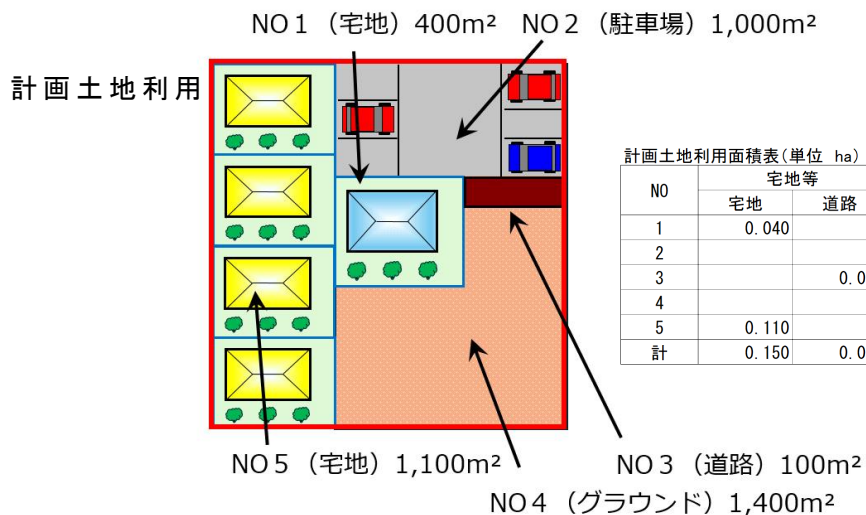 NO1（宅地）400m² NO2（駐車場）1,000m²
計画土地利用
計画土地利用面積表(単位 ha)
NO 宅地等
宅地 道路
1 0.040
2
3 0.0
4
5 0.110
計 0.150 0.0
NO5（宅地）1,100m² NO3（道路）100m²
NO4（グラウンド）1,400m²